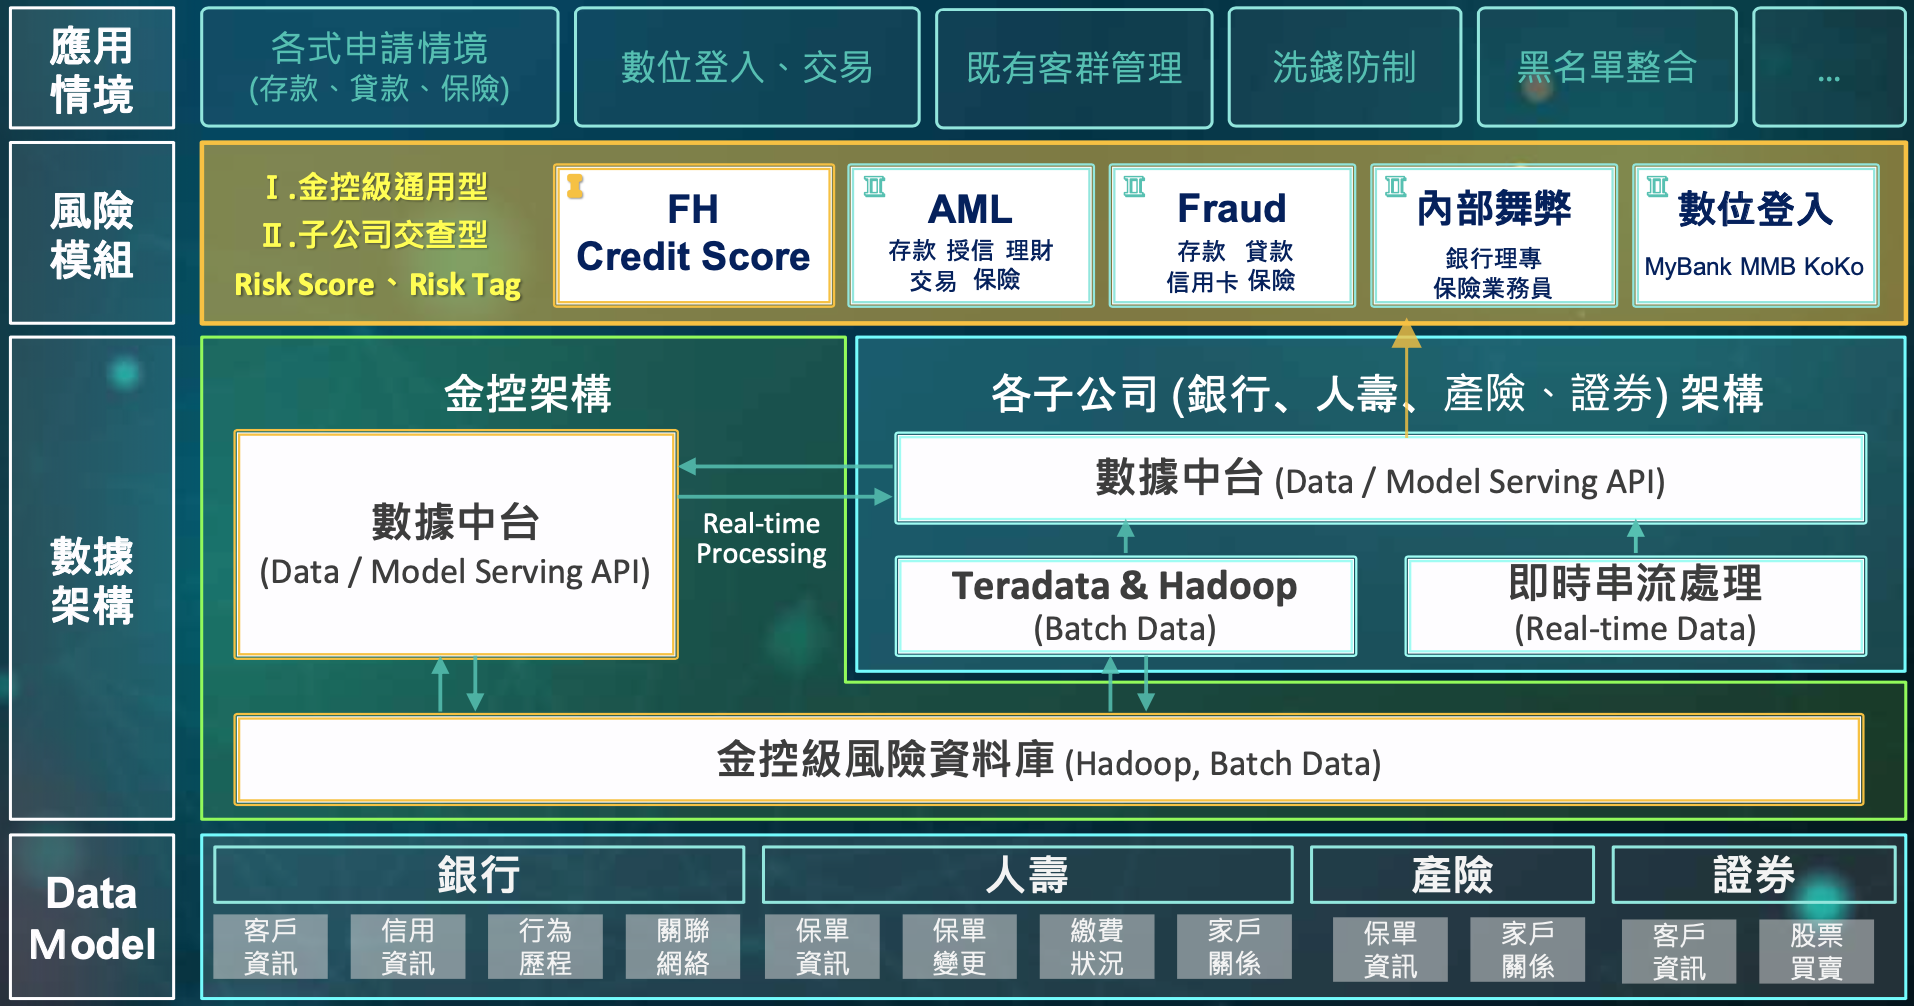 應用
情境
各式申請情境
(存款、貸款、保險)
數位登入、交易
既有客群管理
洗錢防制
黑名單整合
...
風險
模組
Ⅰ.金控級通用型
Ⅱ.子公司交查型
Risk Score、Risk Tag
Ⅰ
FH
Credit Score
Ⅱ
AML
存款 授信 理財
交易 保險
Ⅱ
Fraud
存款 貸款
信用卡 保險
Ⅱ
內部舞弊
銀行理專
保險業務員
Ⅱ
數位登入
MyBank MMB KoKo
數據
架構
金控架構
數據中台
(Data / Model Serving API)
Real-time
Processing
各子公司 (銀行、人壽、產險、證券) 架構
數據中台 (Data / Model Serving API)
Teradata & Hadoop
(Batch Data)
即時串流處理
(Real-time Data)
金控級風險資料庫 (Hadoop, Batch Data)
Data
Model
銀行
客戶
資訊
信用
資訊
行為
歷程
關聯
網絡
人壽
保單
資訊
保單
變更
繳費
狀況
家戶
關係
產險
保單
資訊
家戶
關係
證券
客戶
資訊
股票
買賣